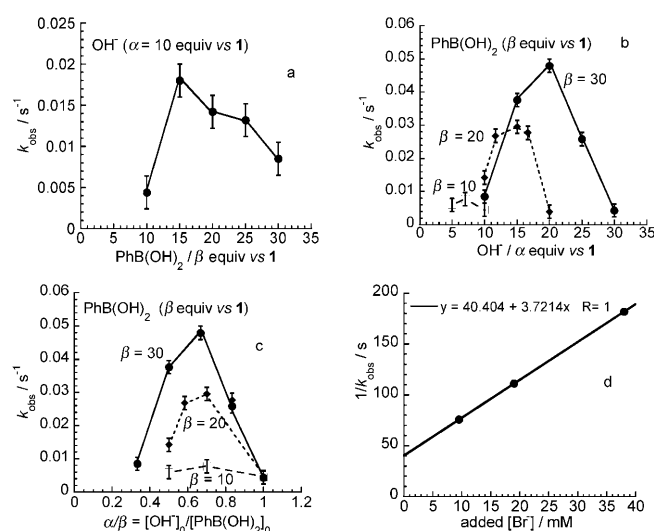 0.025
0.02
0.015
0.01
0.005
0
OH⁻ (α = 10 equiv vs 1)
a
k obs / s⁻¹
0 5 10 15 20 25 30 35
PhB(OH)₂ / β equiv vs 1
0.06
0.05
0.04
0.03
0.02
0.01
0
PhB(OH)₂ (β equiv vs 1)
b
β = 30
β = 20
β = 10
k obs / s⁻¹
0 5 10 15 20 25 30 35
OH⁻ / α equiv vs 1
0.06
0.05
0.04
0.03
0.02
0.01
0
PhB(OH)₂ (β equiv vs 1)
c
β = 30
β = 20
β = 10
k obs / s⁻¹
0 0.2 0.4 0.6 0.8 1 1.2
α/β = [OH⁻]₀/[PhB(OH)₂]₀
200
150
100
50
0
y = 40.404 + 3.7214x R= 1
d
1/k obs / s
0 5 10 15 20 25 30 35 40
added [Br⁻] / mM